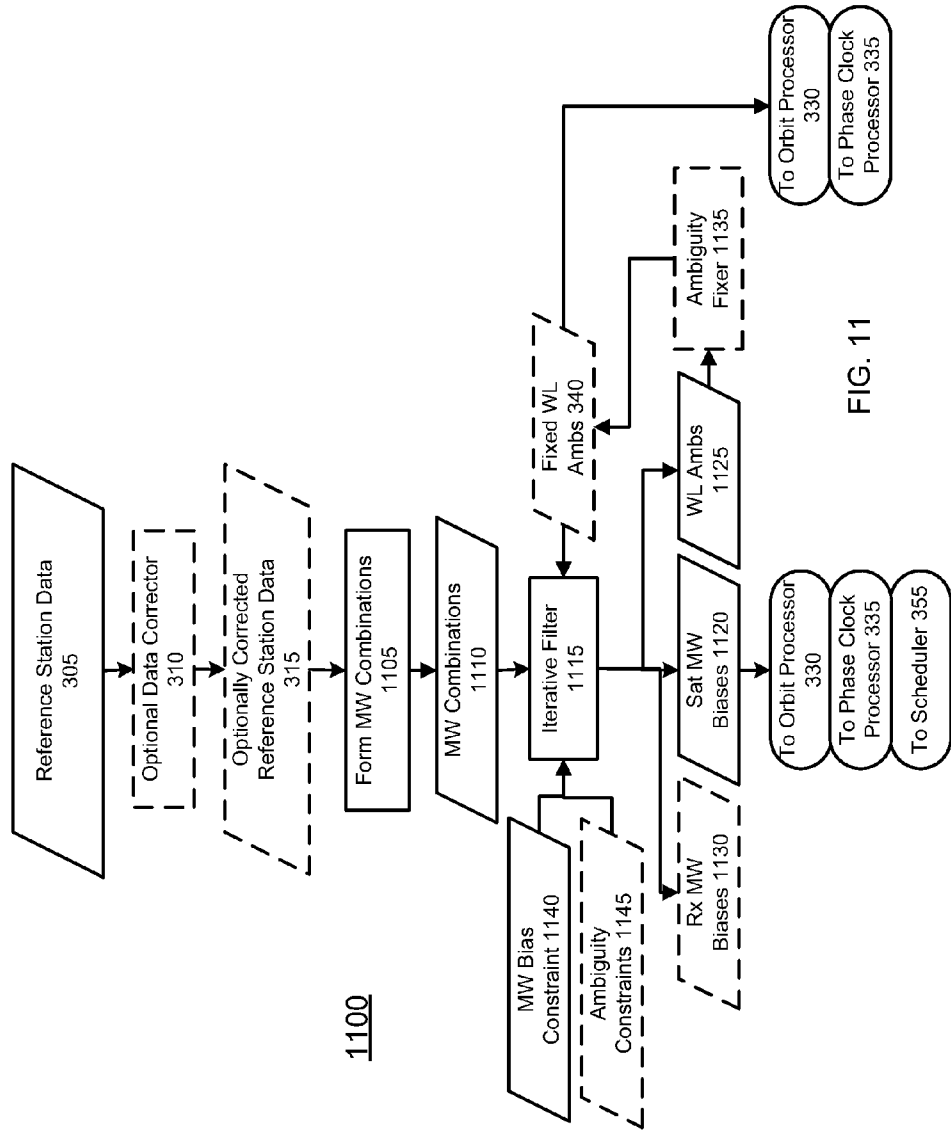 1100
Reference Station Data
305
Optional Data Corrector
310
Optionally Corrected
Reference Station Data
315
Form MW Combinations
1105
MW Combinations
1110
MW Bias
Constraint 1140
Ambiguity
Constraints 1145
Iterative Filter
1115
Fixed WL
Ambs 340
Rx MW
Biases 1130
Sat MW
Biases 1120
WL Ambs
1125
Ambiguity
Fixer 1135
To Orbit Processor
330
To Phase Clock
Processor 335
To Scheduler 355
To Orbit Processor
330
To Phase Clock
Processor 335
FIG. 11